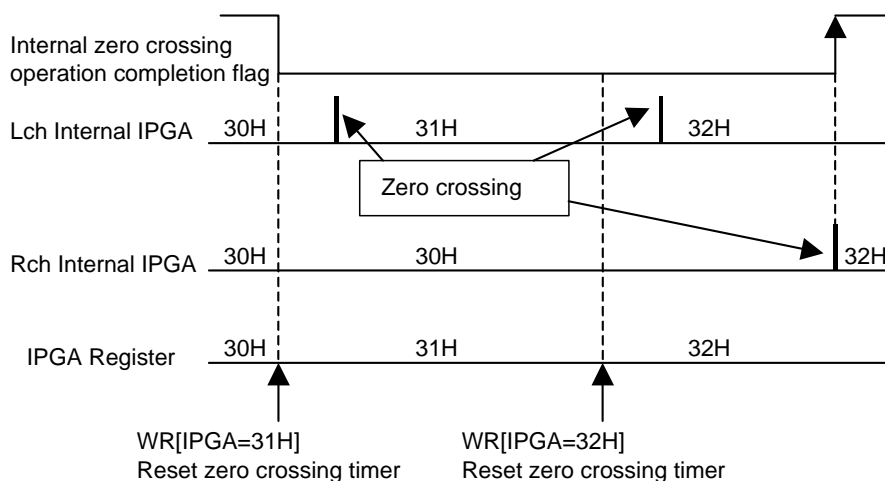 Internal zero crossing
operation completion flag
Lch Internal IPGA 30H 31H 32H
Zero crossing
Rch Internal IPGA 30H 30H 32H
IPGA Register 30H 31H 32H
WR[IPGA=31H] WR[IPGA=32H]
Reset zero crossing timer Reset zero crossing timer